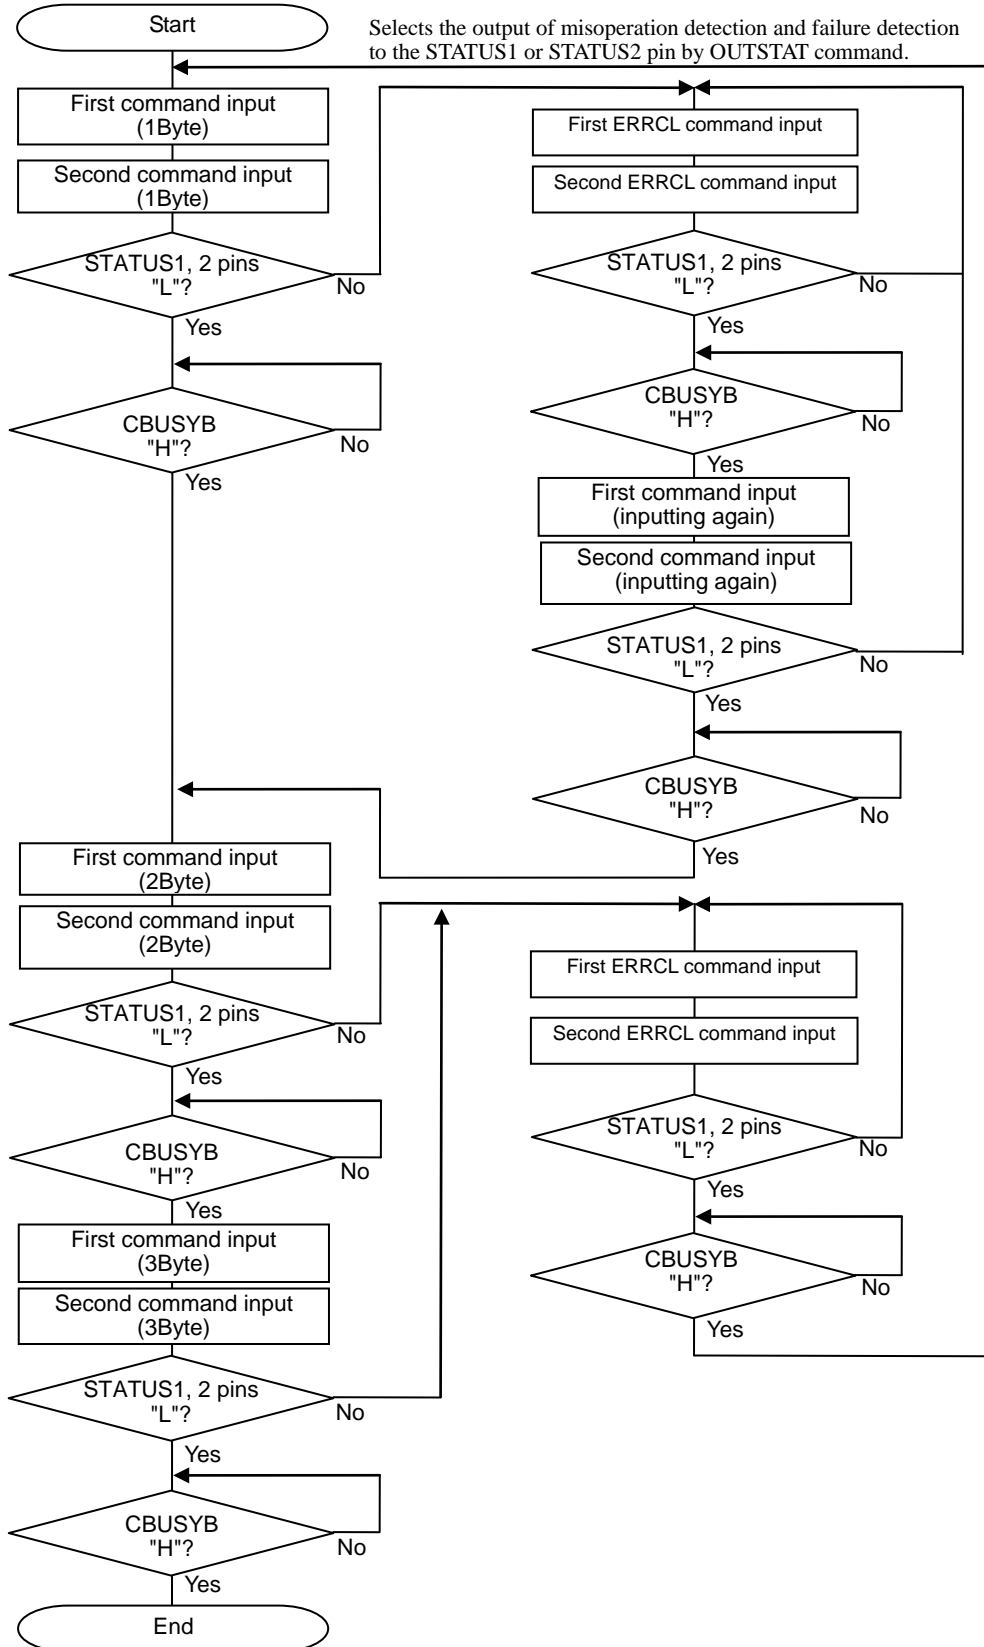 Start
Selects the output of misoperation detection and failure detection
to the STATUS1 or STATUS2 pin by OUTSTAT command.
First command input
(1Byte)
Second command input
(1Byte)
STATUS1, 2 pins
"L"?
No
Yes
CBUSYB
"H"?
No
Yes
First ERRCL command input
Second ERRCL command input
STATUS1, 2 pins
"L"?
No
Yes
CBUSYB
"H"?
No
Yes
First command input
(inputting again)
Second command input
(inputting again)
STATUS1, 2 pins
"L"?
No
Yes
CBUSYB
"H"?
No
Yes
First command input
(2Byte)
Second command input
(2Byte)
STATUS1, 2 pins
"L"?
No
Yes
CBUSYB
"H"?
No
Yes
First command input
(3Byte)
Second command input
(3Byte)
STATUS1, 2 pins
"L"?
No
Yes
CBUSYB
"H"?
No
Yes
End
First ERRCL command input
Second ERRCL command input
STATUS1, 2 pins
"L"?
No
Yes
CBUSYB
"H"?
No
Yes